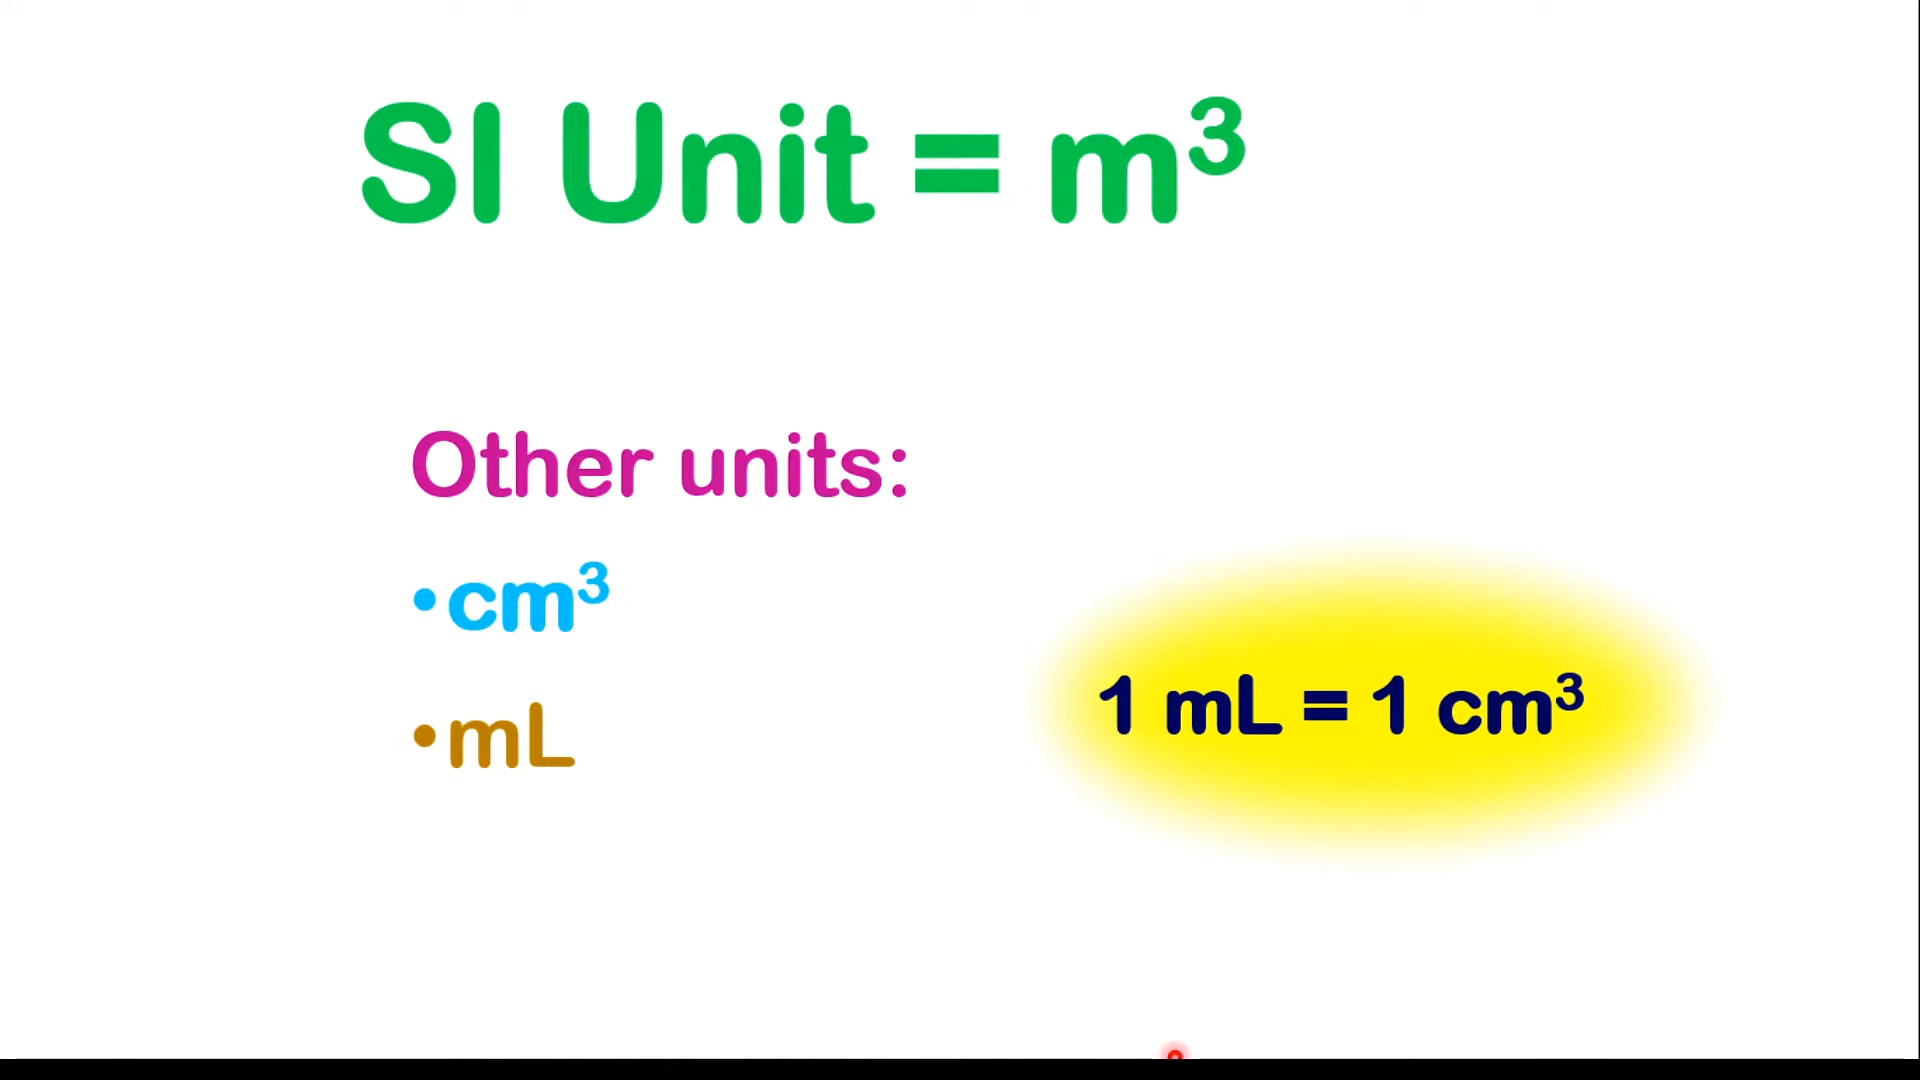 SI Unit = m³
Other units:
•cm³
•mL
1 mL = 1 cm³